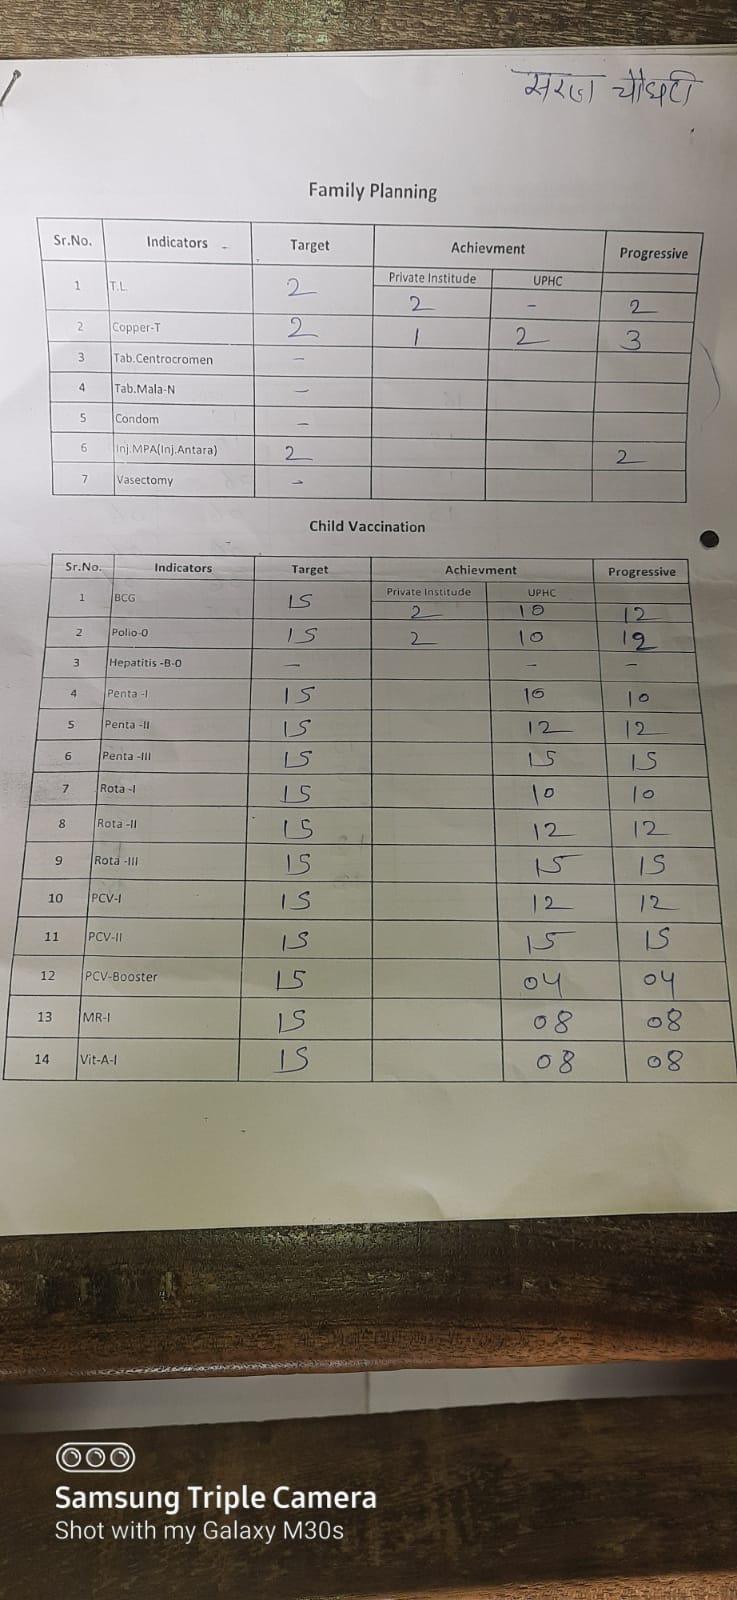 सरला चौधरी
Family Planning
Sr.No. Indicators Target Achievment Progressive
Private Institude UPHC
1 T.L. 2 2 - 2
2 Copper-T 2 1 2 3
3 Tab.Centrocromen -
4 Tab.Mala-N -
5 Condom -
6 Inj.MPA(Inj.Antara) 2 2
7 Vasectomy -
Child Vaccination
Sr.No. Indicators Target Achievment Progressive
Private Institude UPHC
1 BCG 15 2 10 12
2 Polio-0 15 2 10 12
3 Hepatitis -B-0 - - -
4 Penta -I 15 10 10
5 Penta -II 15 12 12
6 Penta -III 15 15 15
7 Rota -I 15 10 10
8 Rota -II 15 12 12
9 Rota -III 15 15 15
10 PCV-I 15 12 12
11 PCV-II 15 15 15
12 PCV-Booster 15 04 04
13 MR-I 15 08 08
14 Vit-A-I 15 08 08
Samsung Triple Camera
Shot with my Galaxy M30s